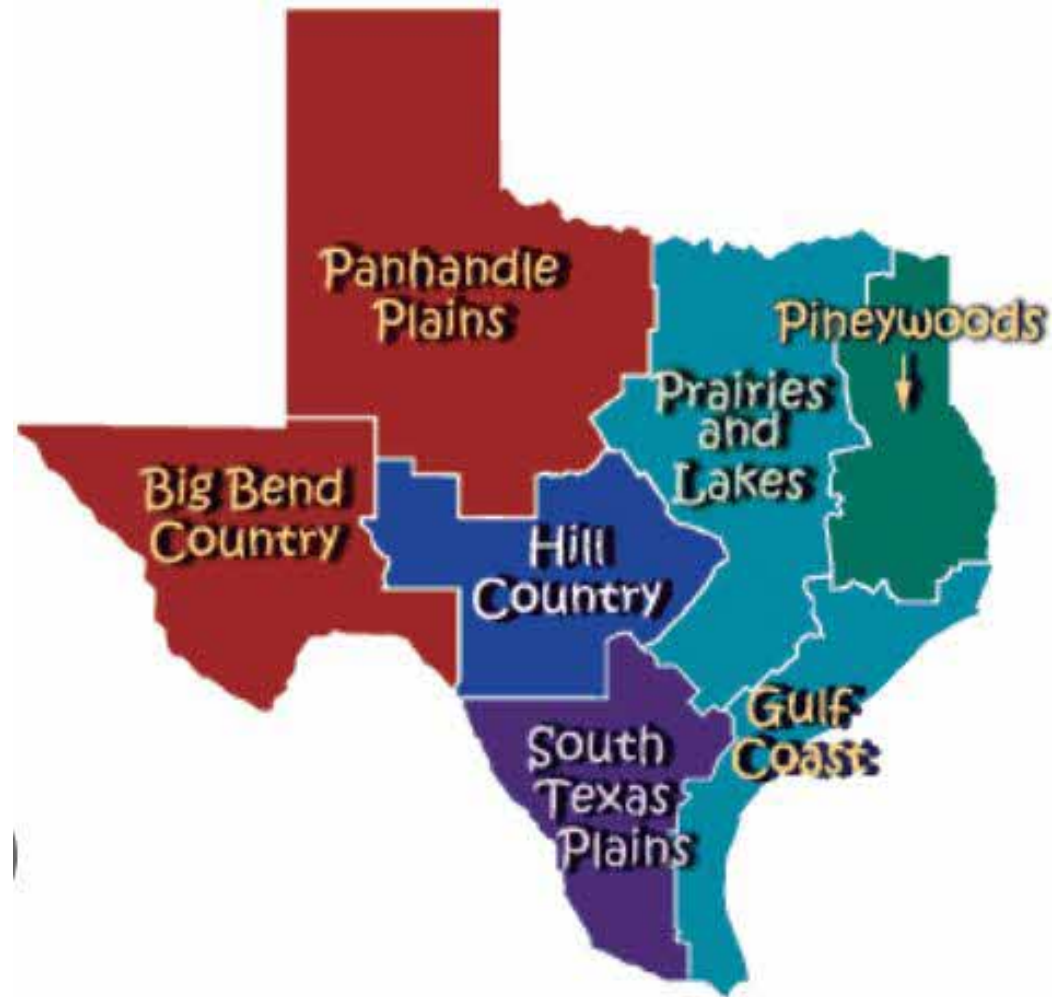 Panhandle
Plains
Pineywoods
Prairies
and
Lakes
Big Bend
Country
Hill
Country
Gulf
Coast
South
Texas
Plains
)